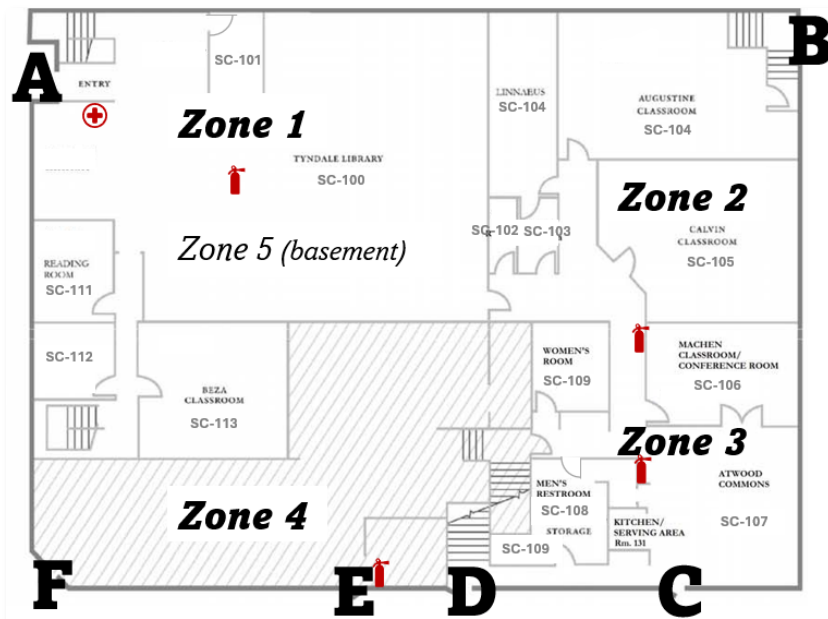 A
B
ENTRY
SC-101
LINNAEUS
SC-104
AUGUSTINE
CLASSROOM
SC-104
Zone 1
TYNDALE LIBRARY
SC-100
Zone 2
CALVIN
CLASSROOM
SC-105
SC-102
SC-103
Zone 5 (basement)
READING
ROOM
SC-111
SC-112
BEZA
CLASSROOM
SC-113
WOMEN'S
ROOM
SC-109
MACHEN
CLASSROOM/
CONFERENCE ROOM
SC-106
Zone 3
ATWOOD
COMMONS
SC-107
MEN'S
RESTROOM
SC-108
STORAGE
SC-109
KITCHEN/
SERVING AREA
Rm. 131
Zone 4
F
E
D
C